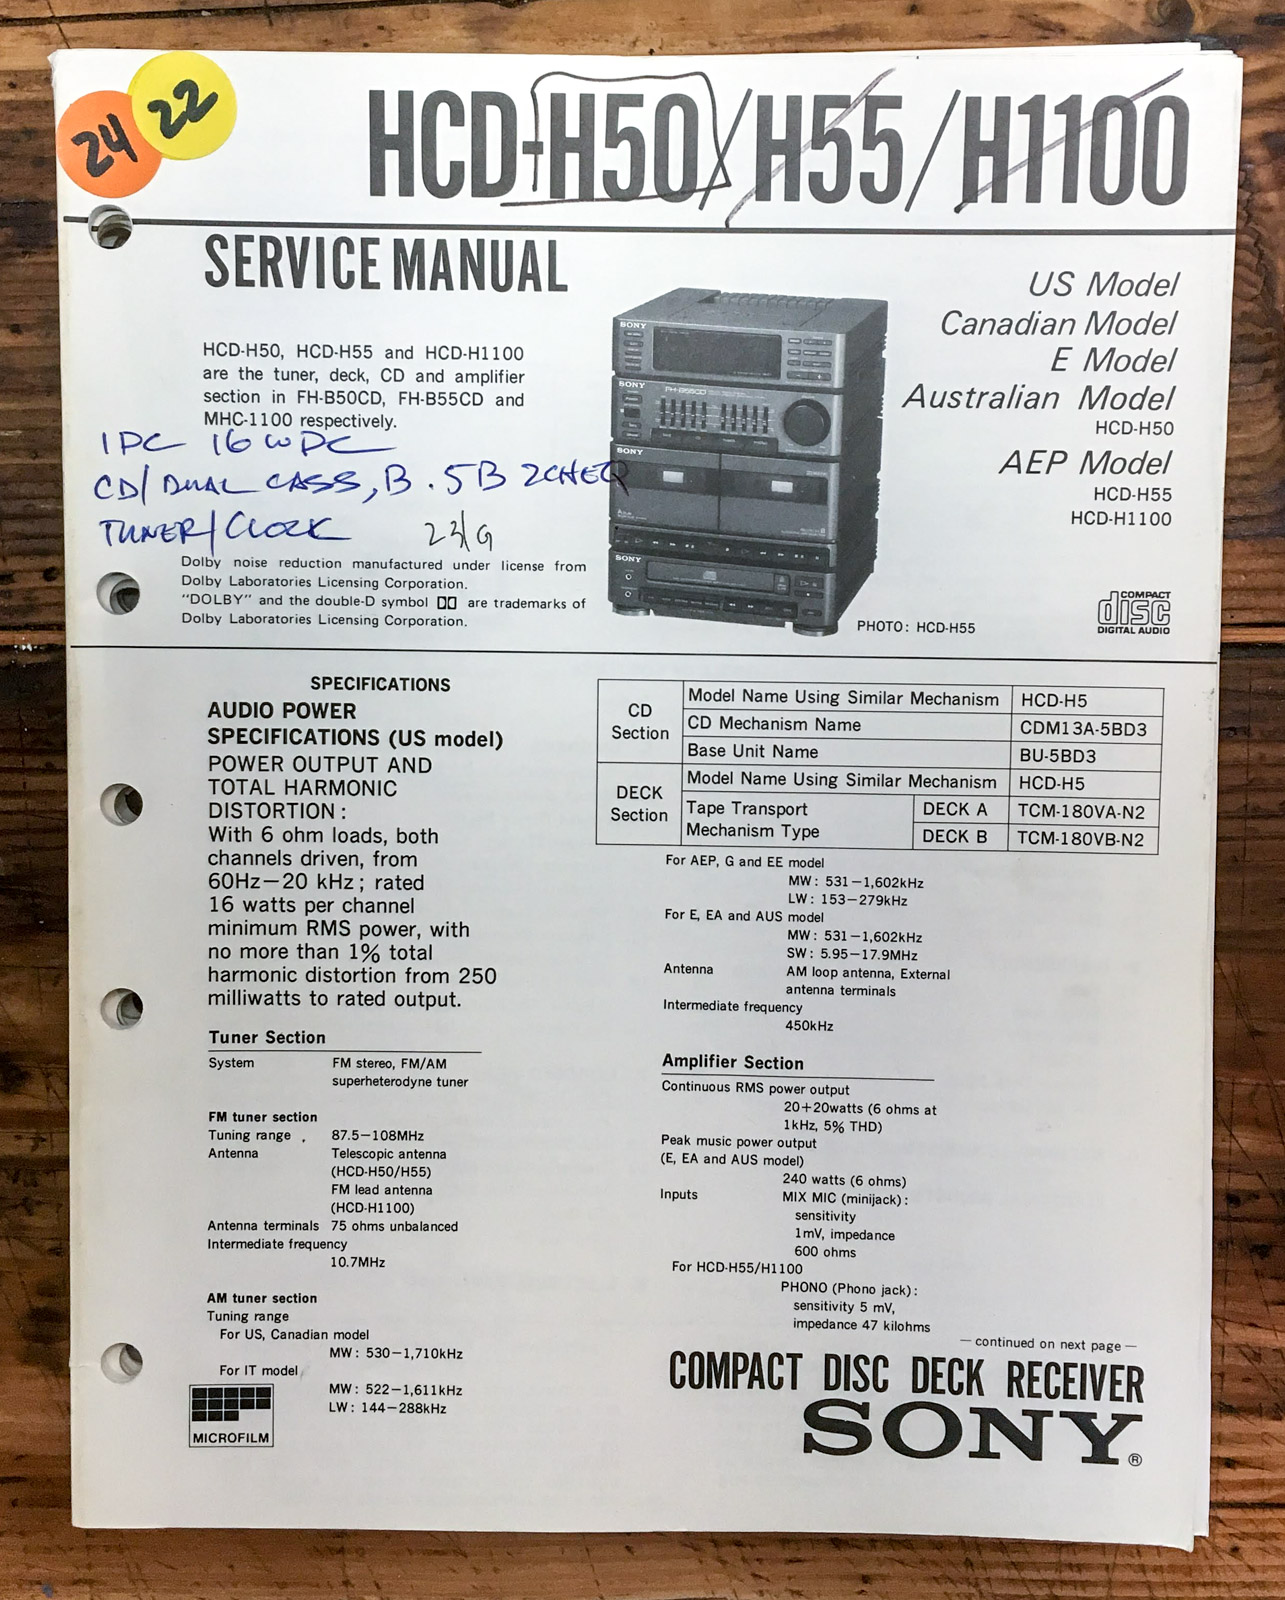 24
22
HCD-H50/H55/H1100
SERVICE MANUAL
US Model
Canadian Model
E Model
Australian Model
HCD-H50
AEP Model
HCD-H55
HCD-H1100
HCD-H50, HCD-H55 and HCD-H1100
are the tuner, deck, CD and amplifier
section in FH-B50CD, FH-B55CD and
MHC-1100 respectively.
1 PC 16 WPC
CD/ DUAL CASS, B . 5B 2CHEQ
TUNER/CLOCK 23/G
Dolby noise reduction manufactured under license from
Dolby Laboratories Licensing Corporation.
"DOLBY" and the double-D symbol are trademarks of
Dolby Laboratories Licensing Corporation.
SONY
SONY
FH-B55CD
SONY
SONY
PHOTO: HCD-H55
COMPACT
disc
DIGITAL AUDIO
SPECIFICATIONS
AUDIO POWER
SPECIFICATIONS (US model)
POWER OUTPUT AND
TOTAL HARMONIC
DISTORTION:
With 6 ohm loads, both
channels driven, from
60Hz—20 kHz; rated
16 watts per channel
minimum RMS power, with
no more than 1% total
harmonic distortion from 250
milliwatts to rated output.
Tuner Section
System FM stereo, FM/AM
superheterodyne tuner
FM tuner section
Tuning range 87.5—108MHz
Antenna Telescopic antenna
(HCD-H50/H55)
FM lead antenna
(HCD-H1100)
Antenna terminals 75 ohms unbalanced
Intermediate frequency
10.7MHz
AM tuner section
Tuning range
For US, Canadian model
MW: 530—1,710kHz
For IT model
MW: 522—1,611kHz
LW: 144—288kHz
MICROFILM
CD Section Model Name Using Similar Mechanism HCD-H5
CD Mechanism Name CDM13A-5BD3
Base Unit Name BU-5BD3
DECK Section Model Name Using Similar Mechanism HCD-H5
Tape Transport Mechanism Type DECK A TCM-180VA-N2
DECK B TCM-180VB-N2
For AEP, G and EE model
MW: 531—1,602kHz
LW: 153—279kHz
For E, EA and AUS model
MW: 531—1,602kHz
SW: 5.95—17.9MHz
Antenna AM loop antenna, External
antenna terminals
Intermediate frequency
450kHz
Amplifier Section
Continuous RMS power output
20+20watts (6 ohms at
1kHz, 5% THD)
Peak music power output
(E, EA and AUS model)
240 watts (6 ohms)
Inputs MIX MIC (minijack):
sensitivity
1mV, impedance
600 ohms
For HCD-H55/H1100
PHONO (Phono jack):
sensitivity 5 mV,
impedance 47 kilohms
— continued on next page —
COMPACT DISC DECK RECEIVER
SONY®